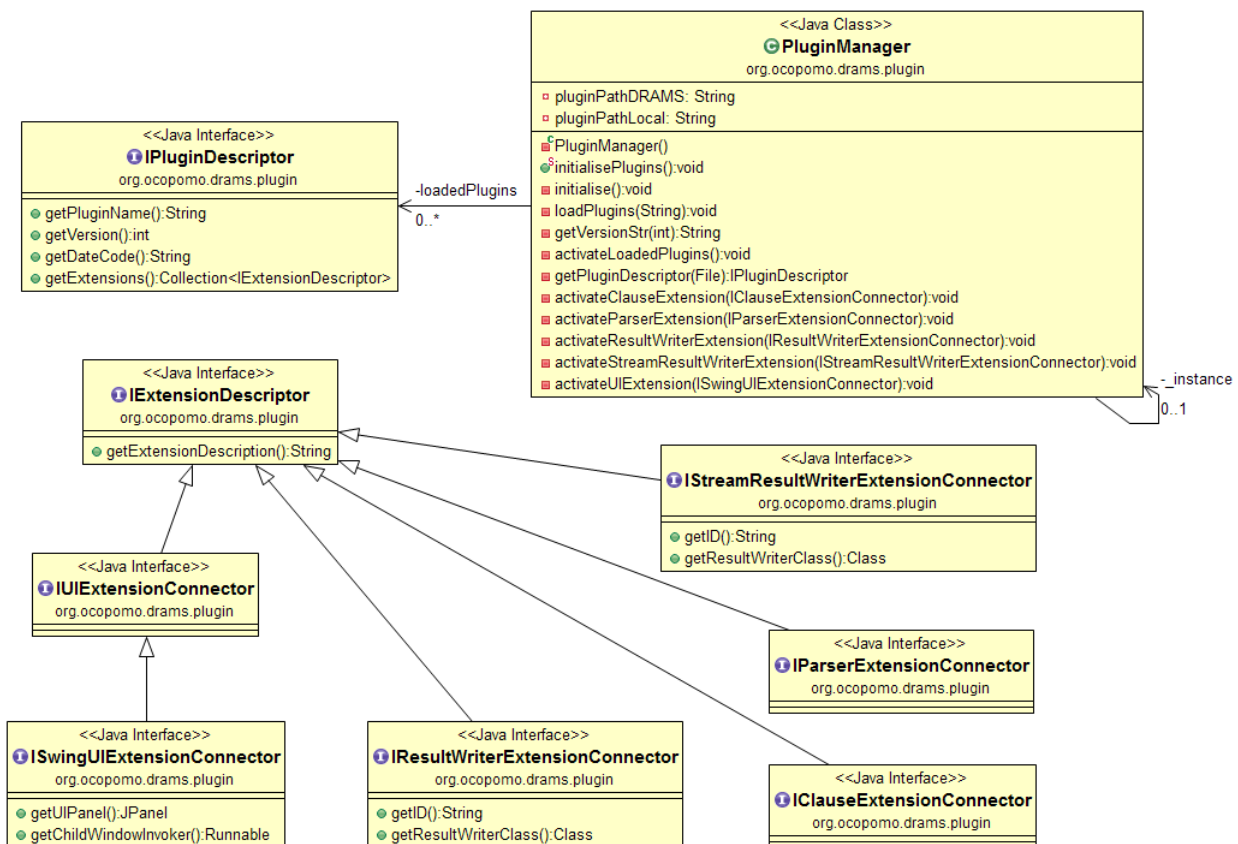 <<Java Class>>
PluginManager
org.ocopomo.drams.plugin
pluginPathDRAMS: String
pluginPathLocal: String
PluginManager()
initialisePlugins():void
initialise():void
loadPlugins(String):void
getVersionStr(int):String
activateLoadedPlugins():void
getPluginDescriptor(File):IPluginDescriptor
activateClauseExtension(IClauseExtensionConnector):void
activateParserExtension(IParserExtensionConnector):void
activateResultWriterExtension(IResultWriterExtensionConnector):void
activateStreamResultWriterExtension(IStreamResultWriterExtensionConnector):void
activateUIExtension(ISwingUIExtensionConnector):void
-_instance
0..1
<<Java Interface>>
IPluginDescriptor
org.ocopomo.drams.plugin
getPluginName():String
getVersion():int
getDateCode():String
getExtensions():Collection<IExtensionDescriptor>
-loadedPlugins
0..*
<<Java Interface>>
IExtensionDescriptor
org.ocopomo.drams.plugin
getExtensionDescription():String
<<Java Interface>>
IStreamResultWriterExtensionConnector
org.ocopomo.drams.plugin
getID():String
getResultWriterClass():Class
<<Java Interface>>
IUIExtensionConnector
org.ocopomo.drams.plugin
<<Java Interface>>
IParserExtensionConnector
org.ocopomo.drams.plugin
<<Java Interface>>
ISwingUIExtensionConnector
org.ocopomo.drams.plugin
getUIPanel():JPanel
getChildWindowInvoker():Runnable
<<Java Interface>>
IResultWriterExtensionConnector
org.ocopomo.drams.plugin
getID():String
getResultWriterClass():Class
<<Java Interface>>
IClauseExtensionConnector
org.ocopomo.drams.plugin